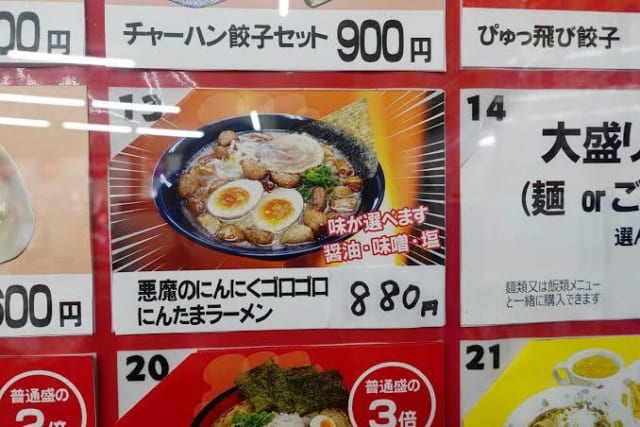 00円
チャーハン餃子セット 900円
ぴゅっ飛び餃子
13
味が選べます
醤油・味噌・塩
悪魔のにんにくゴロゴロ
にんたまラーメン
880円
600円
14
大盛り
(麺 or ご
選ん
麺類又は飯類メニュー
と一緒に購入できます
普通盛の
3倍
20
普通盛の
3倍
21